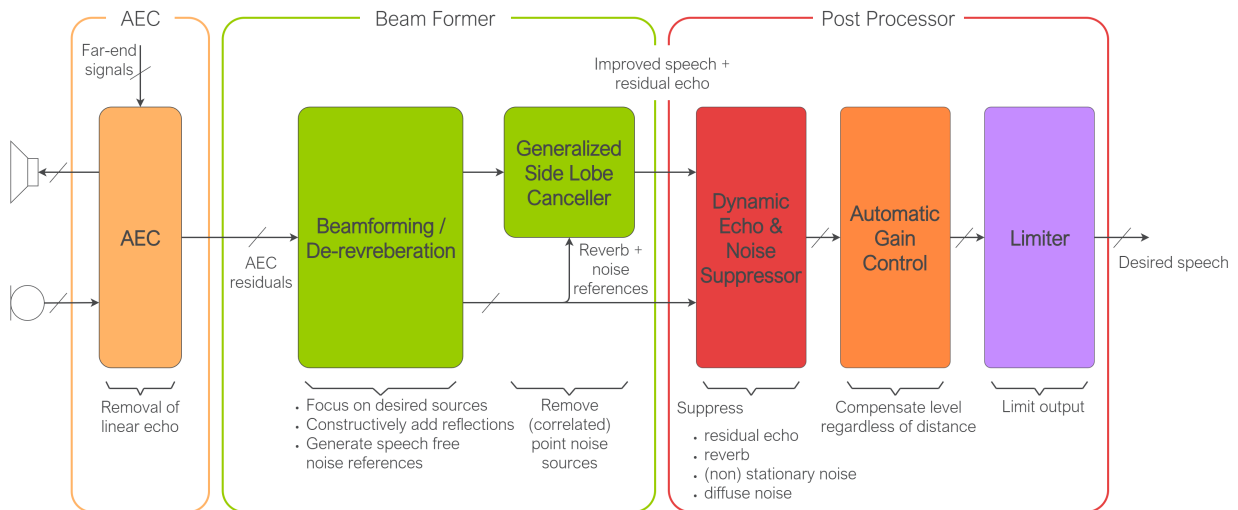 AEC
Beam Former
Post Processor
Far-end
signals
Improved speech +
residual echo
AEC
Beamforming /
De-revreberation
Generalized
Side Lobe
Canceller
Dynamic
Echo &
Noise
Suppressor
Automatic
Gain
Control
Limiter
AEC
residuals
Reverb +
noise
references
Desired speech
Removal of
linear echo
• Focus on desired sources
• Constructively add reflections
• Generate speech free
noise references
Remove
(correlated)
point noise
sources
Suppress
• residual echo
• reverb
• (non) stationary noise
• diffuse noise
Compensate level
regardless of distance
Limit output